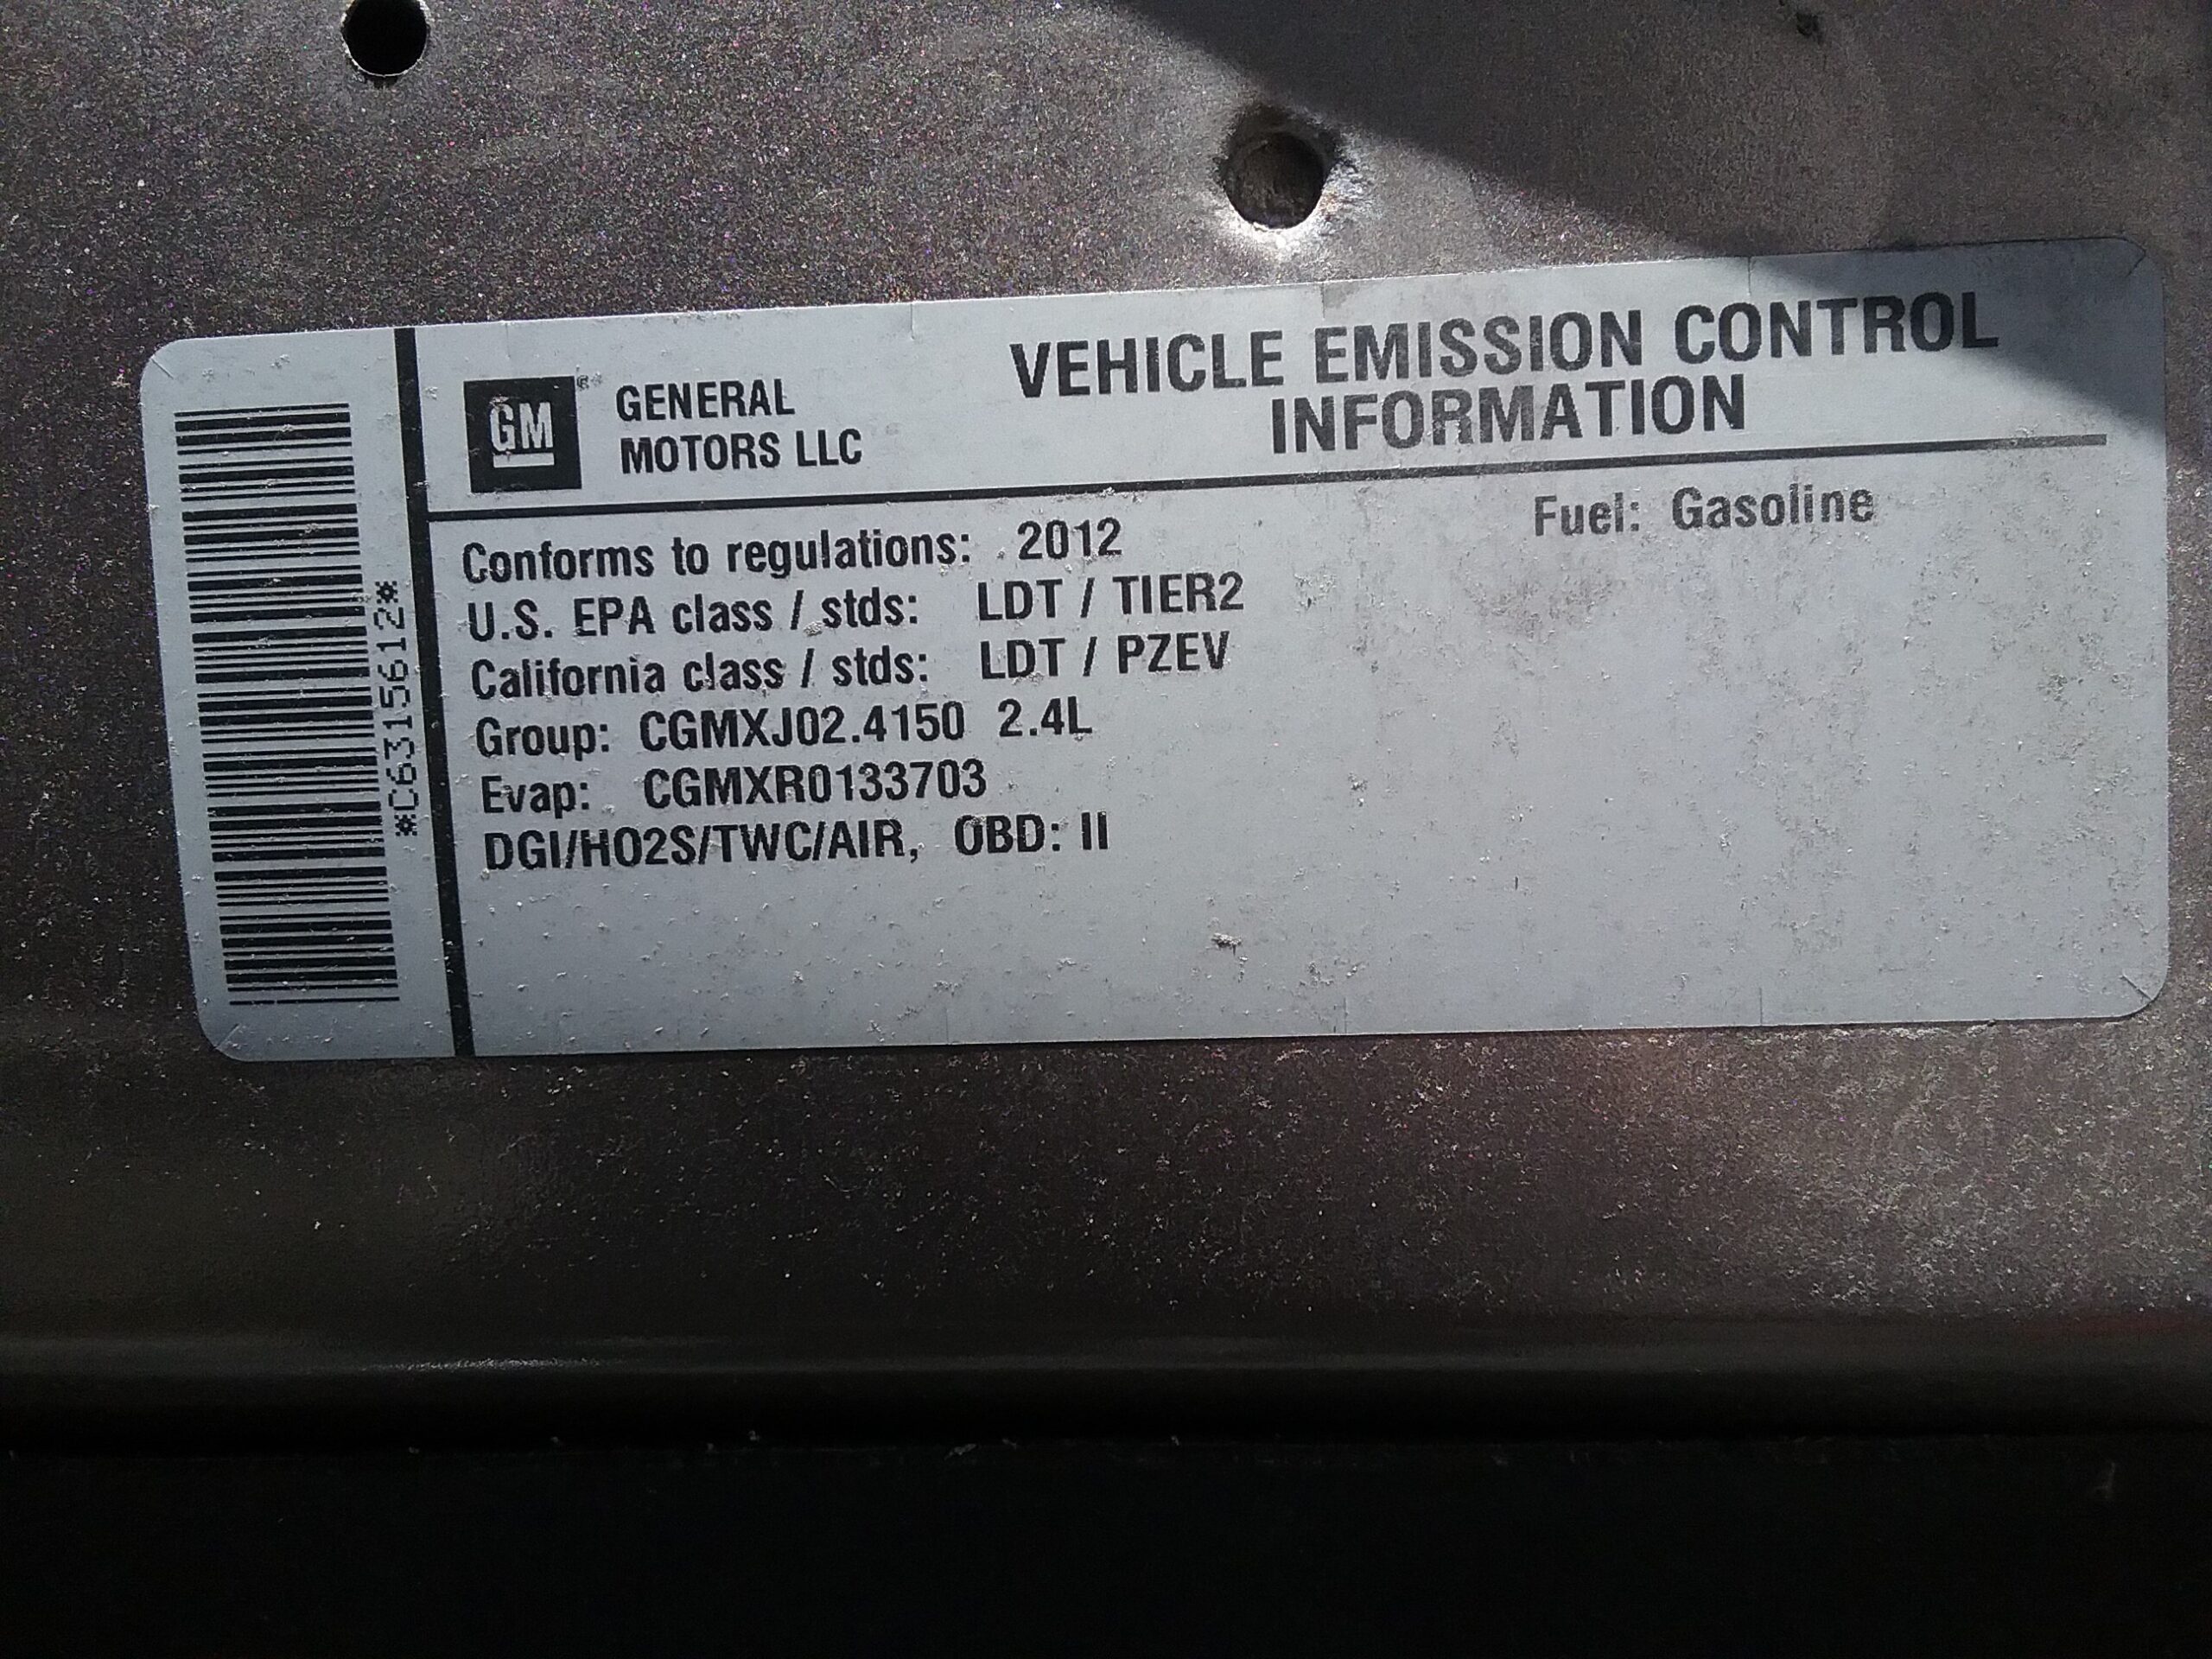 GM
GENERAL
MOTORS LLC
VEHICLE EMISSION CONTROL
INFORMATION
Conforms to regulations: 2012
Fuel: Gasoline
U.S. EPA class / stds: LDT / TIER2
California class / stds: LDT / PZEV
Group: CGMXJ02.4150 2.4L
Evap: CGMXR0133703
DGI/HO2S/TWC/AIR, OBD: II
*C6315612*